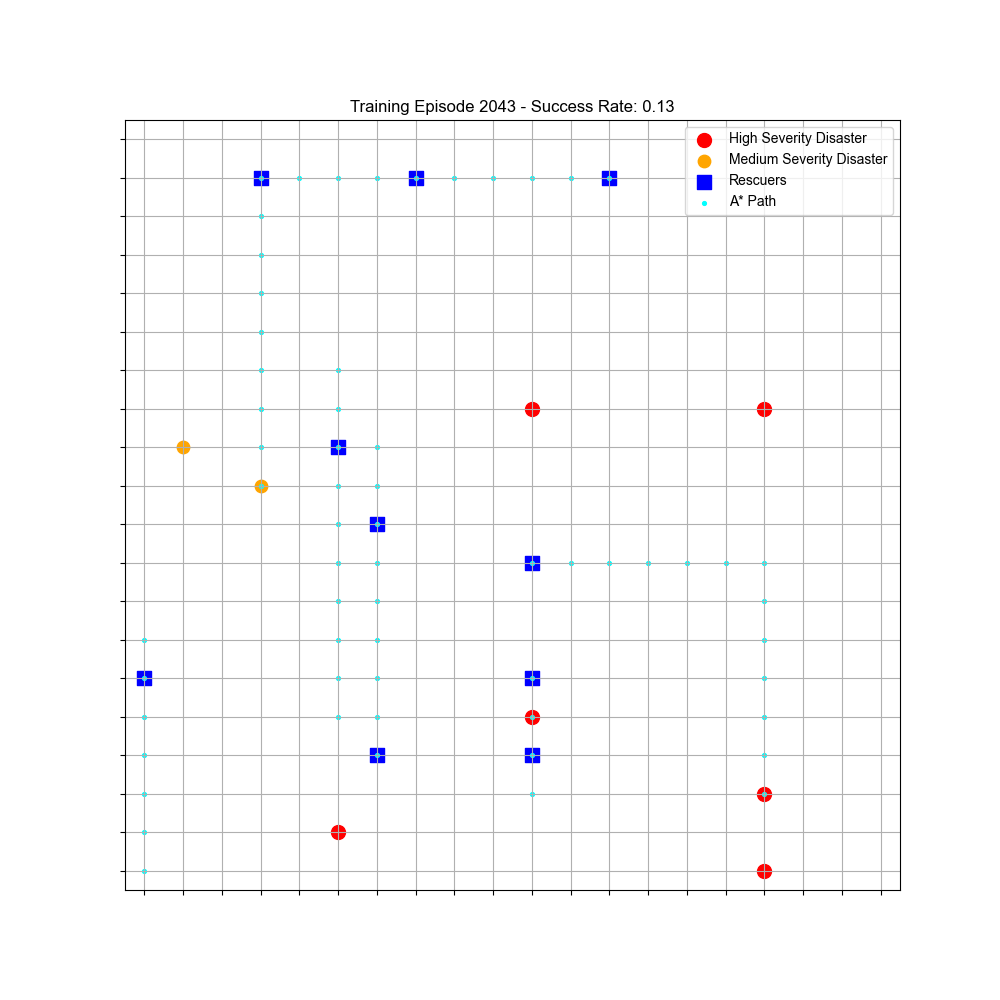 Training Episode 2043 - Success Rate: 0.13
High Severity Disaster
Medium Severity Disaster
Rescuers
A* Path